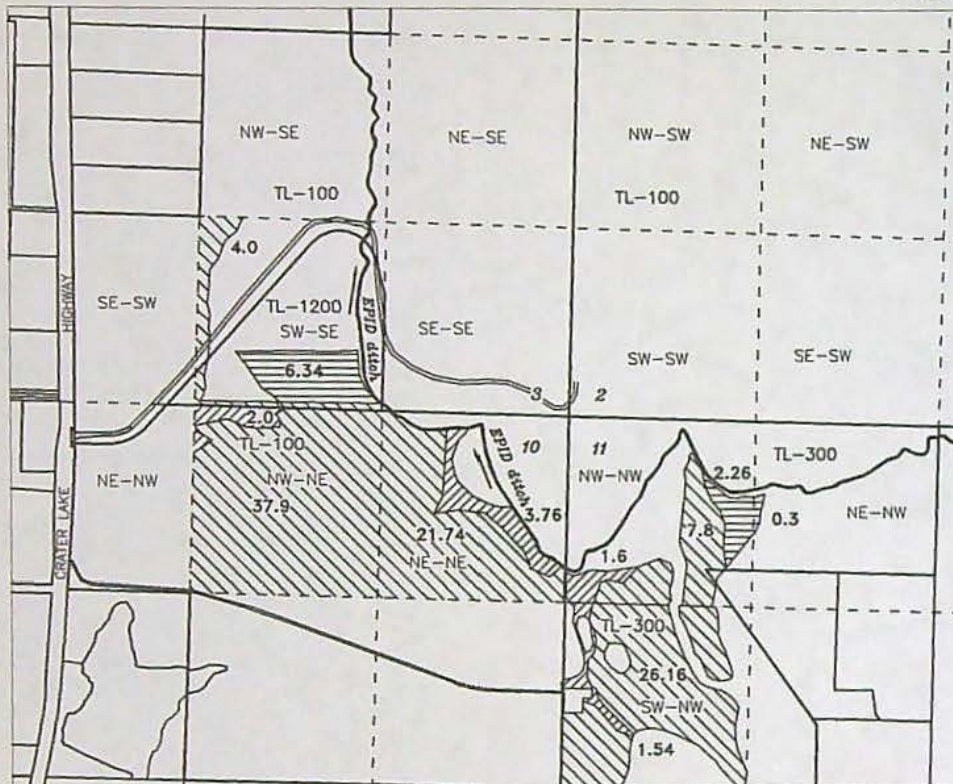 NW-SE
NE-SE
NW-SW
NE-SW
TL-100
TL-100
4.0
HIGHWAY
SE-SW
TL-1200
SW-SE
EPID ditch
SE-SE
SW-SW
SE-SW
6.34
3
2
2.0
TL-100
EPID ditch
10
11
TL-300
NE-NW
NW-NE
NW-NW
2.26
37.9
3.76
7.8
0.3
NE-NW
21.74
NE-NE
1.6
CRATER LAKE
TL-300
26.16
SW-NW
1.54